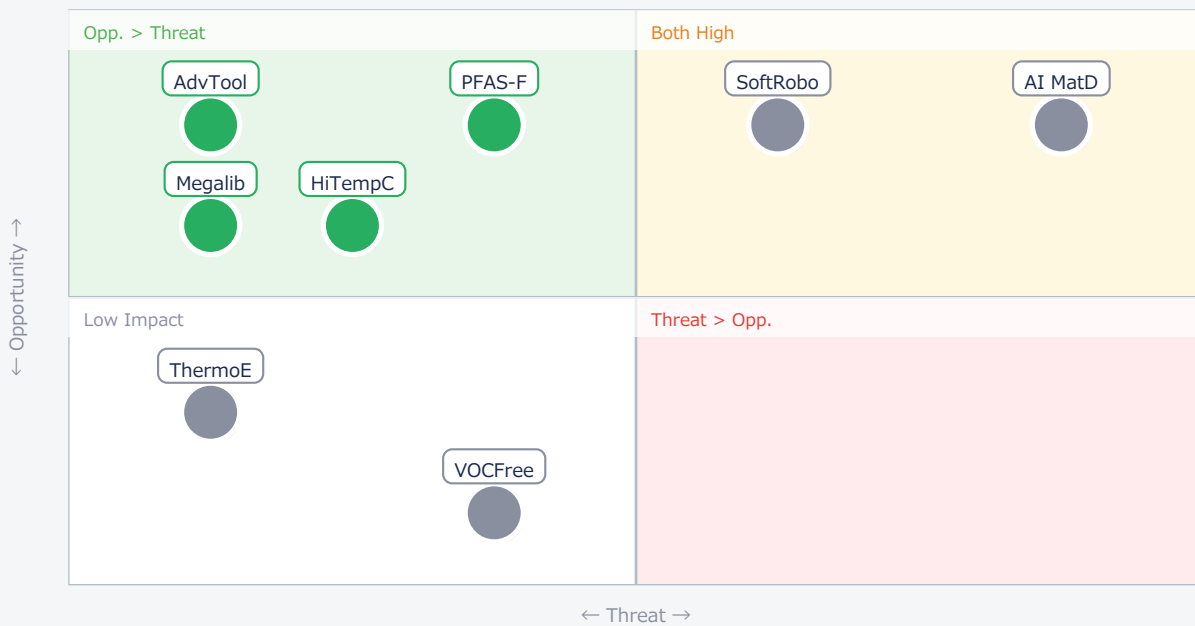 Opp. > Threat
Both High
AdvTool
PFAS-F
SoftRobo
AI MatD
Megalib
HiTempC
← Opportunity →
Low Impact
Threat > Opp.
ThermoE
VOCFree
← Threat →